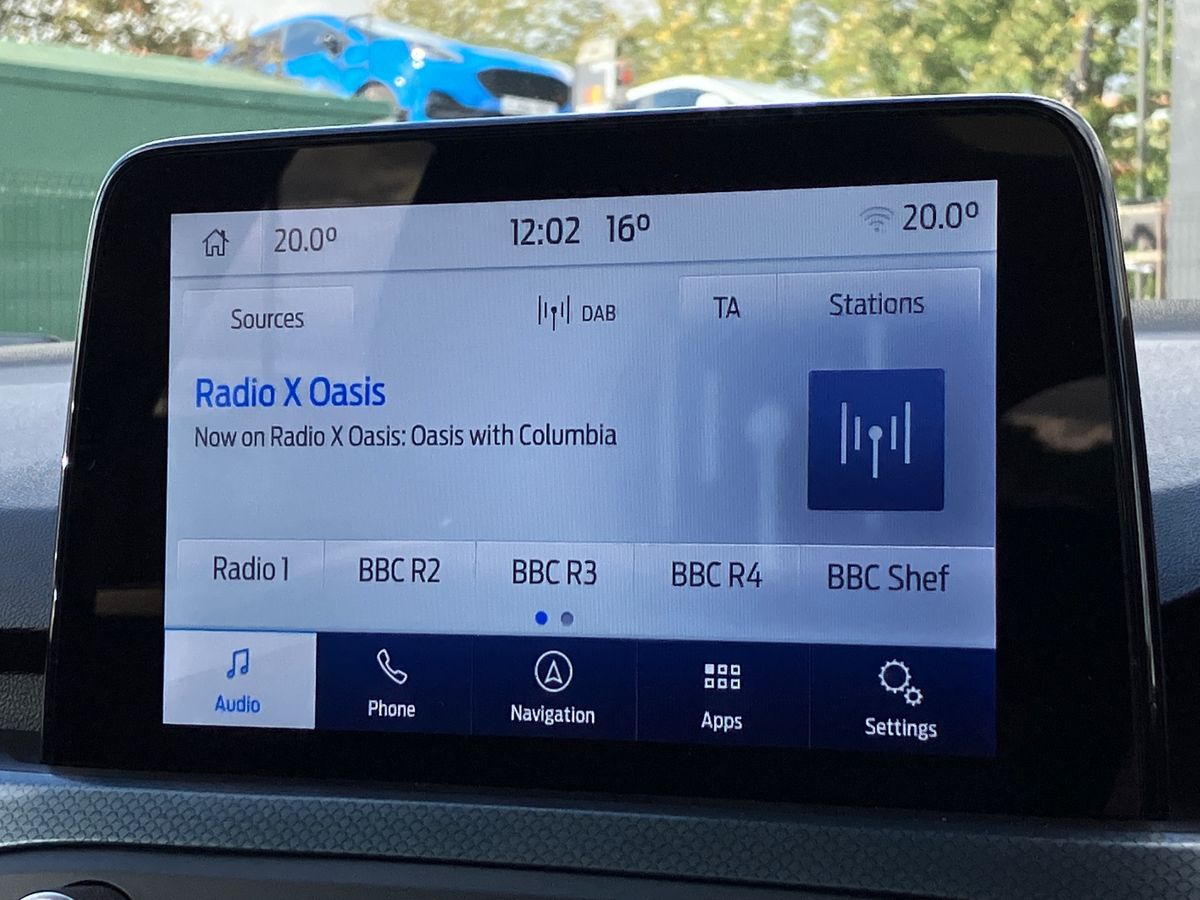 20.0º 12:02 16º 20.0º
Sources DAB TA Stations
Radio X Oasis
Now on Radio X Oasis: Oasis with Columbia
Radio 1 BBC R2 BBC R3 BBC R4 BBC Shef
Audio Phone Navigation Apps Settings